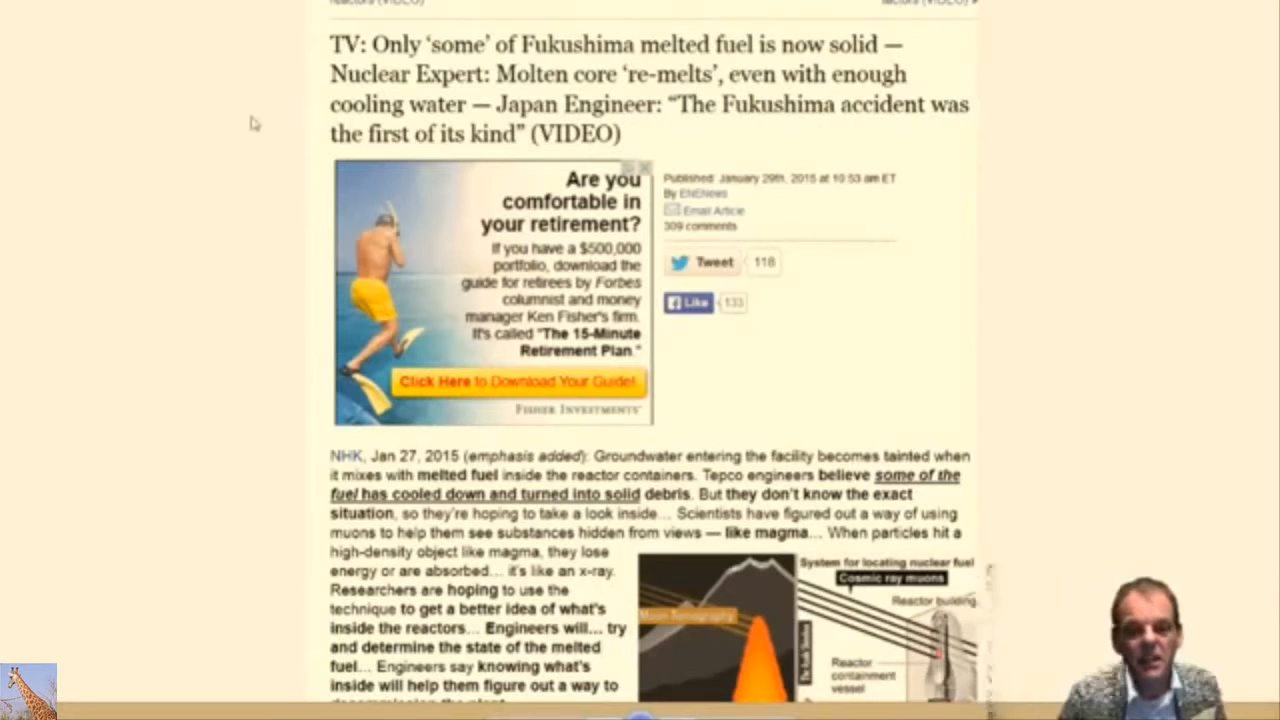 reactors (VIDEO)
TV: Only ‘some’ of Fukushima melted fuel is now solid —
Nuclear Expert: Molten core ‘re-melts’, even with enough
cooling water — Japan Engineer: “The Fukushima accident was
the first of its kind” (VIDEO)
Are you
comfortable in
your retirement?
If you have a $500,000
portfolio, download the
guide for retirees by Forbes
columnist and money
manager Ken Fisher's firm.
It's called "The 15-Minute
Retirement Plan."
Click Here to Download Your Guide!
FISHER INVESTMENTS
Published: January 29th, 2015 at 10:53 am ET
By ENENews
Email Article
309 comments
Tweet 118
Like 133
NHK, Jan 27, 2015 (emphasis added): Groundwater entering the facility becomes tainted when
it mixes with melted fuel inside the reactor containers. Tepco engineers believe some of the
fuel has cooled down and turned into solid debris. But they don't know the exact
situation, so they're hoping to take a look inside... Scientists have figured out a way of using
muons to help them see substances hidden from views — like magma... When particles hit a
high-density object like magma, they lose
energy or are absorbed... it's like an x-ray.
Researchers are hoping to use the
technique to get a better idea of what's
inside the reactors... Engineers will... try
and determine the state of the melted
fuel... Engineers say knowing what's
inside will help them figure out a way to
System for locating nuclear fuel
Cosmic ray muons
Reactor building
Reactor
containment
vessel